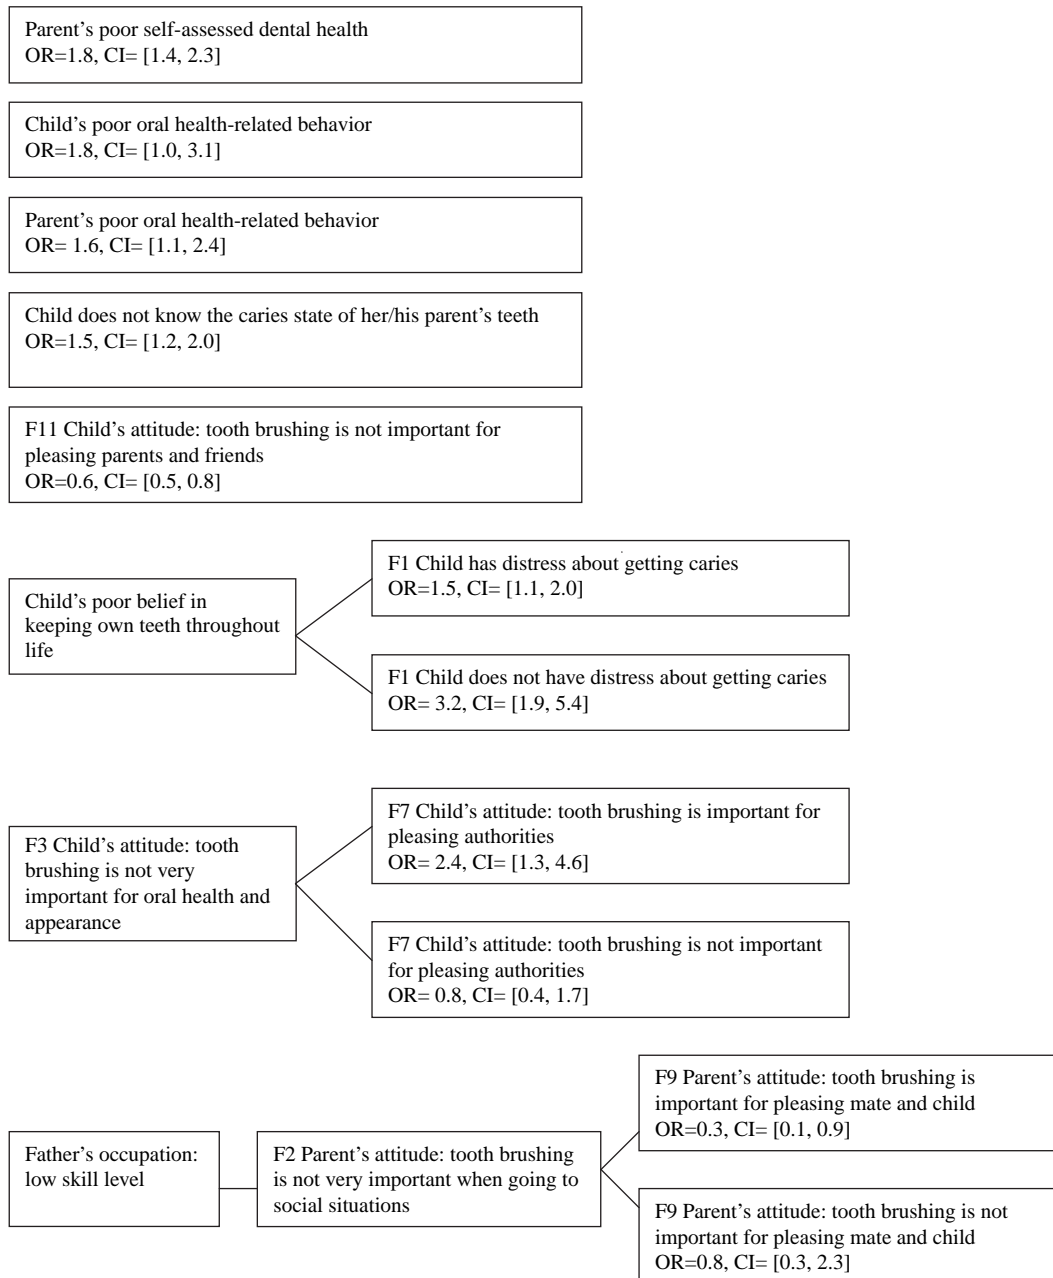 Parent's poor self-assessed dental health
OR=1.8, CI= [1.4, 2.3]
Child's poor oral health-related behavior
OR=1.8, CI= [1.0, 3.1]
Parent's poor oral health-related behavior
OR= 1.6, CI= [1.1, 2.4]
Child does not know the caries state of her/his parent's teeth
OR=1.5, CI= [1.2, 2.0]
F11 Child's attitude: tooth brushing is not important for
pleasing parents and friends
OR=0.6, CI= [0.5, 0.8]
Child's poor belief in
keeping own teeth throughout
life
F1 Child has distress about getting caries
OR=1.5, CI= [1.1, 2.0]
F1 Child does not have distress about getting caries
OR= 3.2, CI= [1.9, 5.4]
F3 Child's attitude: tooth
brushing is not very
important for oral health and
appearance
F7 Child's attitude: tooth brushing is important for
pleasing authorities
OR= 2.4, CI= [1.3, 4.6]
F7 Child's attitude: tooth brushing is not important
for pleasing authorities
OR= 0.8, CI= [0.4, 1.7]
Father's occupation:
low skill level
F2 Parent's attitude: tooth brushing
is not very important when going to
social situations
F9 Parent's attitude: tooth brushing is
important for pleasing mate and child
OR=0.3, CI= [0.1, 0.9]
F9 Parent's attitude: tooth brushing is not
important for pleasing mate and child
OR=0.8, CI= [0.3, 2.3]